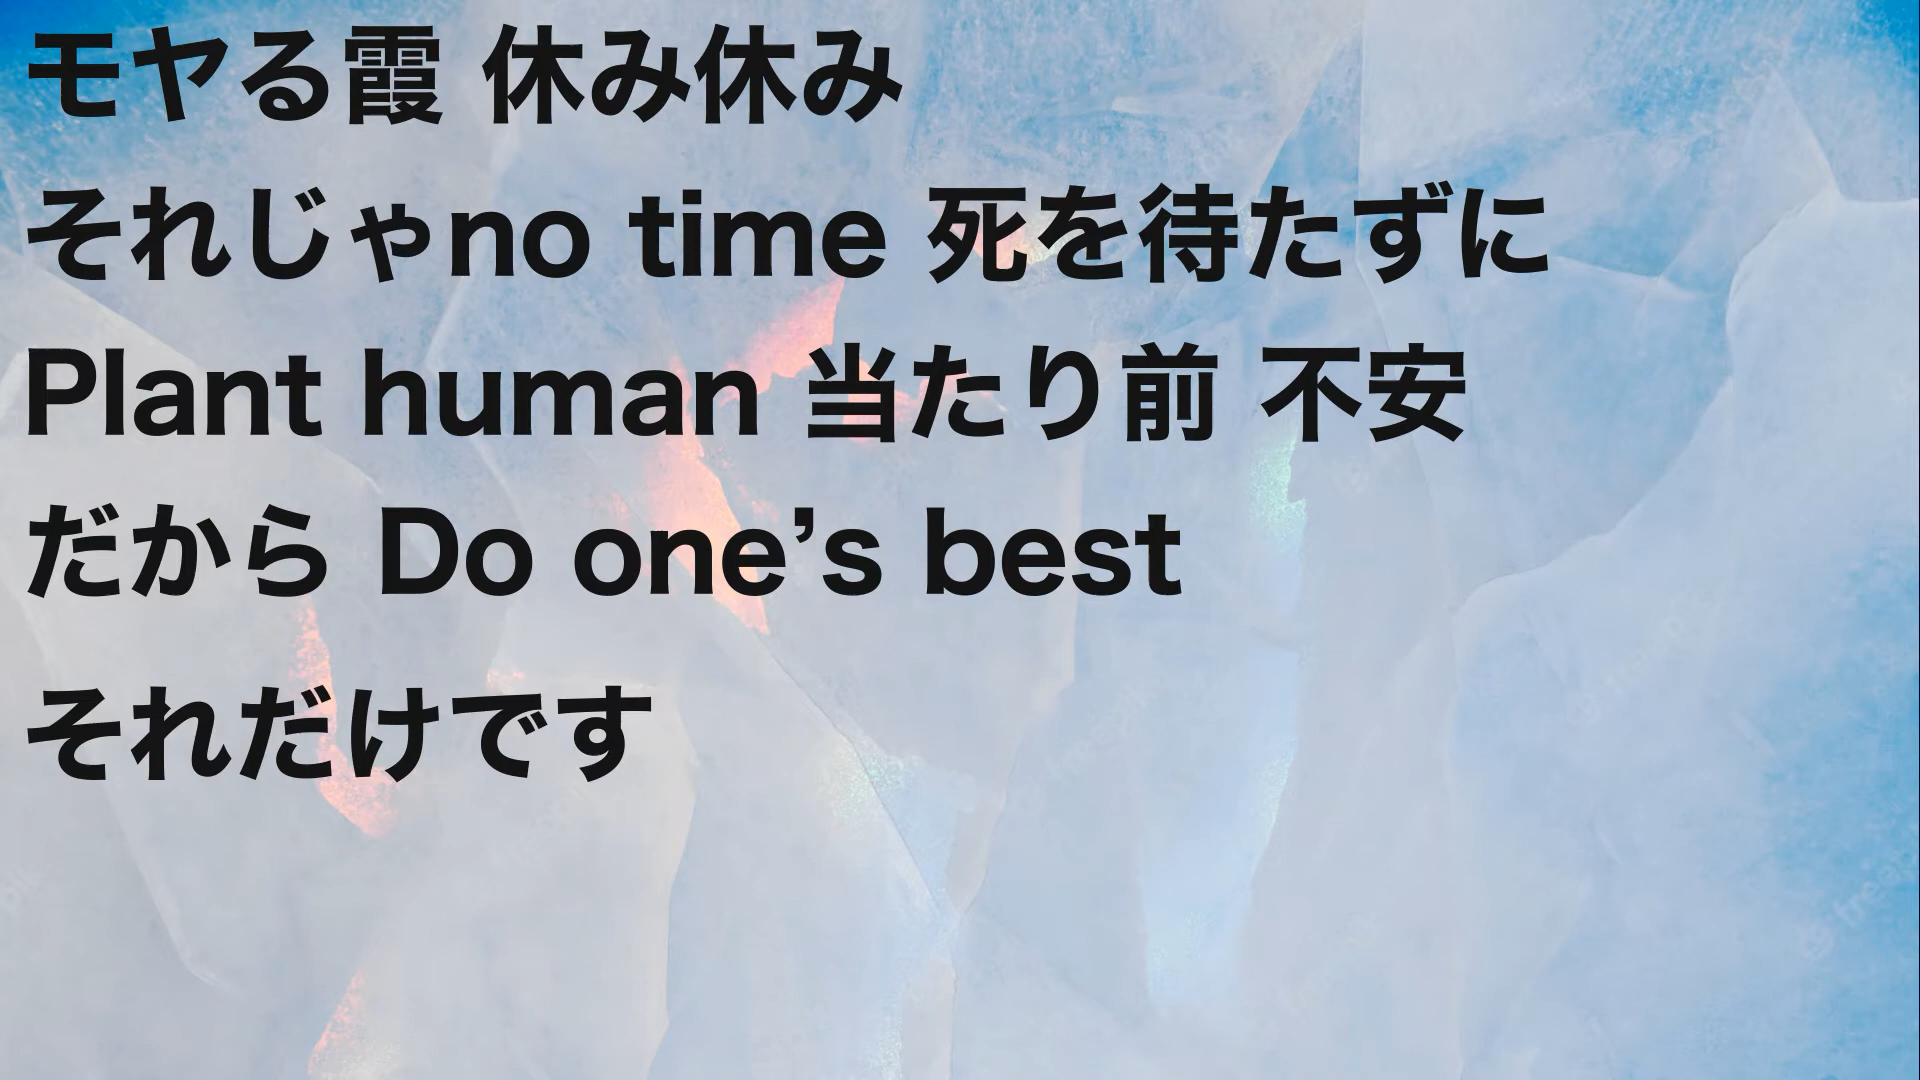 モヤる霞 休み休み
それじゃno time 死を待たずに
Plant human 当たり前 不安
だから Do one’s best
それだけです